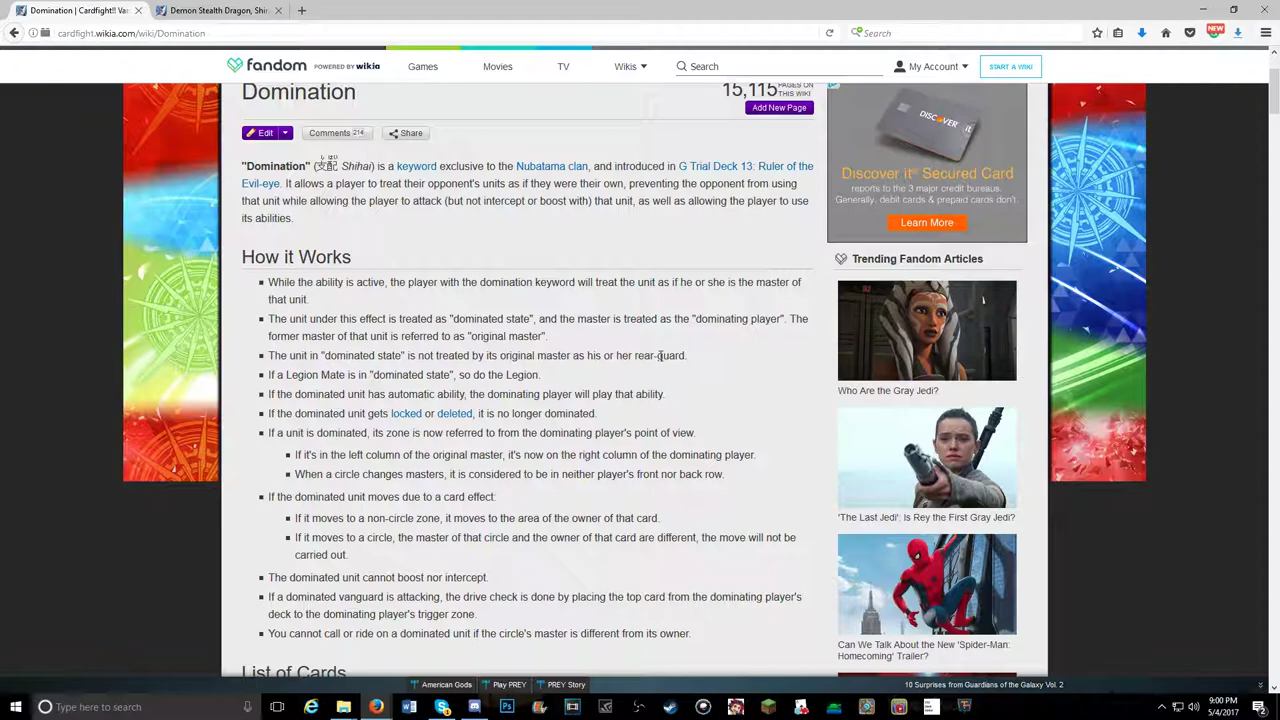 Domination | Cardfight!! Va
Demon Stealth Dragon, Shir
cardfight.wikia.com/wiki/Domination
Search
NEW
fandom POWERED BY wikia
Games
Movies
TV
Wikis
Search
My Account
START A WIKI
Domination
15,115 PAGES ON THIS WIKI
Add New Page
Edit
Comments 214
Share
"Domination" (支配 Shihai) is a keyword exclusive to the Nubatama clan, and introduced in G Trial Deck 13: Ruler of the
Evil-eye. It allows a player to treat their opponent's units as if they were their own, preventing the opponent from using
that unit while allowing the player to attack (but not intercept or boost with) that unit, as well as allowing the player to use
its abilities.
How it Works
While the ability is active, the player with the domination keyword will treat the unit as if he or she is the master of
that unit.
The unit under this effect is treated as "dominated state", and the master is treated as the "dominating player". The
former master of that unit is referred to as "original master".
The unit in "dominated state" is not treated by its original master as his or her rear-guard.
If a Legion Mate is in "dominated state", so do the Legion.
If the dominated unit has automatic ability, the dominating player will play that ability.
If the dominated unit gets locked or deleted, it is no longer dominated.
If a unit is dominated, its zone is now referred to from the dominating player's point of view.
If it's in the left column of the original master, it's now on the right column of the dominating player.
When a circle changes masters, it is considered to be in neither player's front nor back row.
If the dominated unit moves due to a card effect:
If it moves to a non-circle zone, it moves to the area of the owner of that card.
If it moves to a circle, the master of that circle and the owner of that card are different, the move will not be
carried out.
The dominated unit cannot boost nor intercept.
If a dominated vanguard is attacking, the drive check is done by placing the top card from the dominating player's
deck to the dominating player's trigger zone.
You cannot call or ride on a dominated unit if the circle's master is different from its owner.
List of Cards
DISCOVER
Discover it® Secured Card
reports to the 3 major credit bureaus.
Generally, debit cards & prepaid cards don't.
Learn More
Trending Fandom Articles
Who Are the Gray Jedi?
'The Last Jedi': Is Rey the First Gray Jedi?
Can We Talk About the New 'Spider-Man:
Homecoming' Trailer?
American Gods
Play PREY
PREY Story
10 Surprises from Guardians of the Galaxy Vol. 2
Type here to search
9:00 PM
5/4/2017